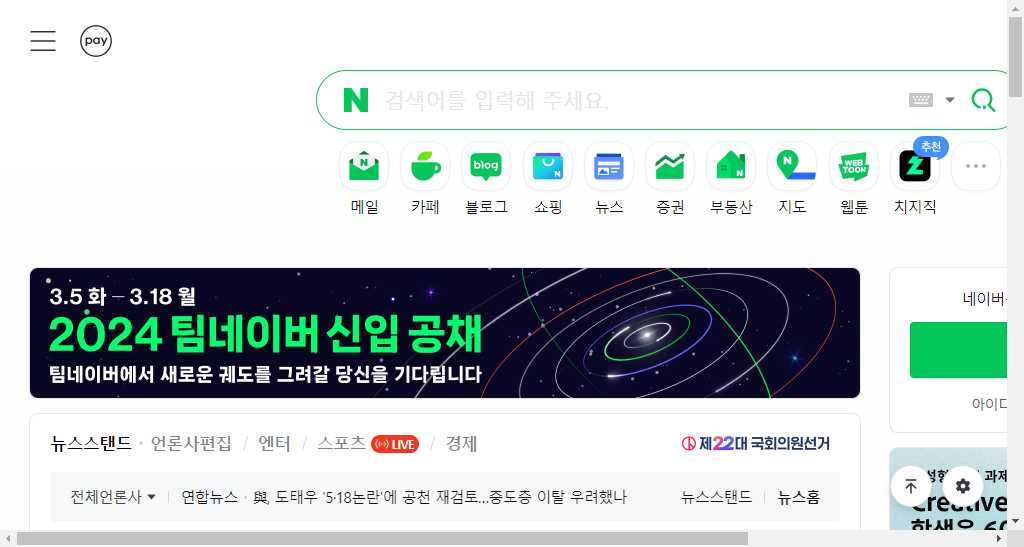 pay
N 검색어를 입력해 주세요.
추천
메일 카페 블로그 쇼핑 뉴스 증권 부동산 지도 웹툰 치지직
blog
WEB TOON
3.5 화 – 3.18 월
2024 팀네이버 신입 공채
팀네이버에서 새로운 궤도를 그려갈 당신을 기다립니다
뉴스스탠드 · 언론사편집 / 엔터 / 스포츠 LIVE / 경제
제22대 국회의원선거
전체언론사 연합뉴스 · 與, 도태우 '5·18논란'에 공천 재검토…중도층 이탈 우려했나 뉴스스탠드 뉴스홈
네이버
아이디